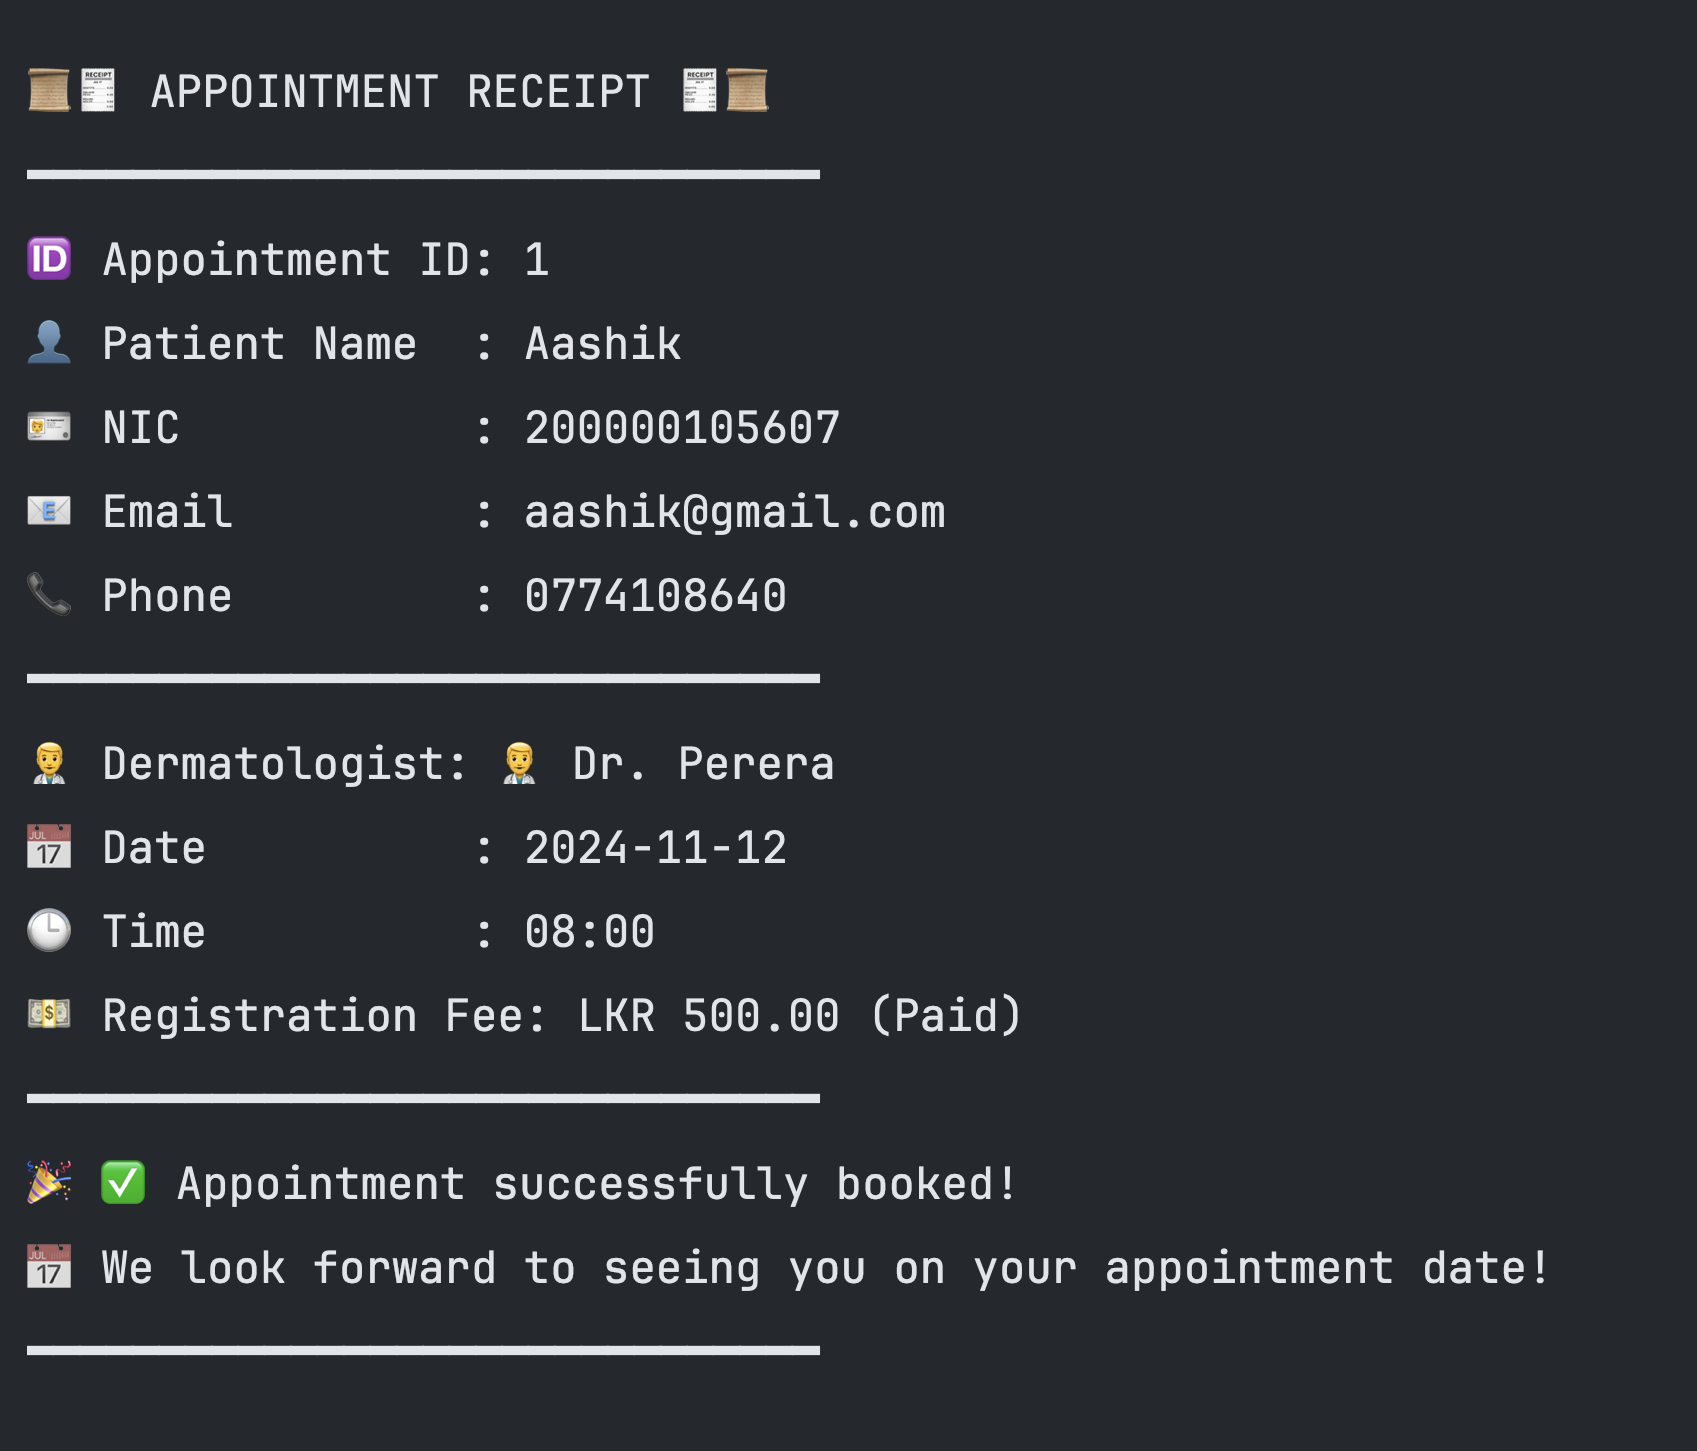 📜🧾 APPOINTMENT RECEIPT 🧾📜
━━━━━━━━━━━━━━━━━━━━━━━━━━━━━━
🆔 Appointment ID: 1
👤 Patient Name  : Aashik
🪪 NIC           : 200000105607
📧 Email         : aashik@gmail.com
📞 Phone         : 0774108640
━━━━━━━━━━━━━━━━━━━━━━━━━━━━━━
👨‍⚕️ Dermatologist: 👨‍⚕️ Dr. Perera
📅 Date          : 2024-11-12
🕒 Time          : 08:00
💵 Registration Fee: LKR 500.00 (Paid)
━━━━━━━━━━━━━━━━━━━━━━━━━━━━━━
🎉 ✅ Appointment successfully booked!
📅 We look forward to seeing you on your appointment date!
━━━━━━━━━━━━━━━━━━━━━━━━━━━━━━